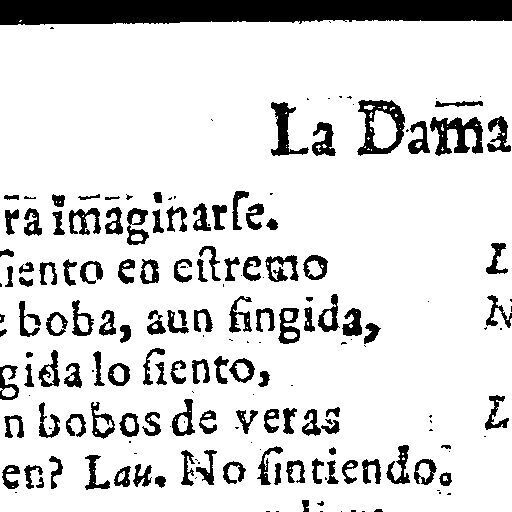 La Dama
ra imaginarſe.
ſiento en eſtremo
L
e boba, aun fingida,
N
gida lo ſiento,
n bobos de veras
L
en? Lau. No ſintiendo.